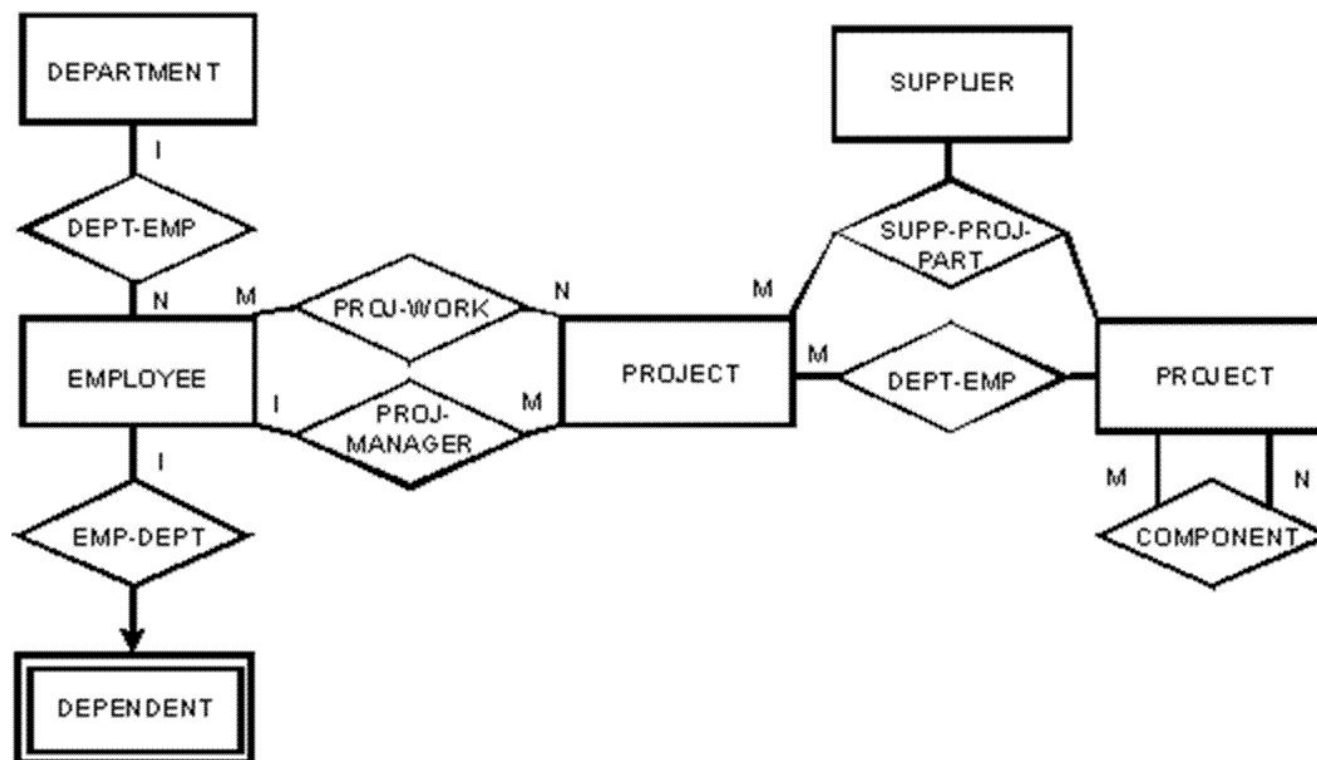 DEPARTMENT
SUPPLIER
I
DEPT-EMP
SUPP-PROJ-
PART
N
M
PROJ-WORK
N
M
EMPLOYEE
PROJECT
M
DEPT-EMP
PROJECT
I
PROJ-
MANAGER
M
I
M
N
EMP-DEPT
COMPONENT
DEPENDENT